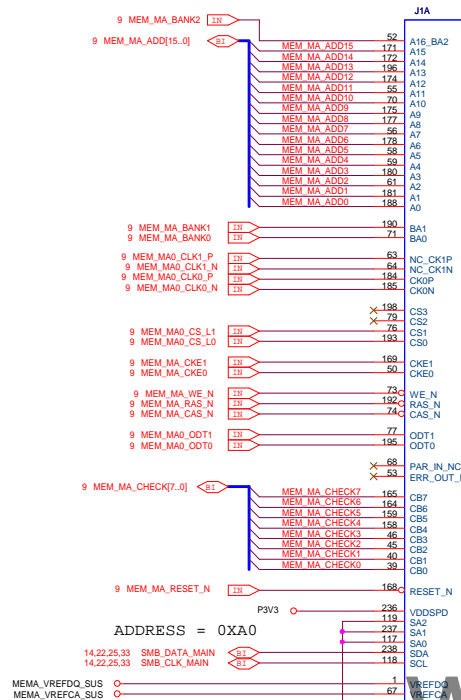 J1A
9 MEM_MA_BANK2 IN 52 A16_BA2
9 MEM_MA_ADD[15..0] BI MEM_MA_ADD15 171 A15
MEM_MA_ADD14 172 A14
MEM_MA_ADD13 196 A13
MEM_MA_ADD12 174 A12
MEM_MA_ADD11 55 A11
MEM_MA_ADD10 70 A10
MEM_MA_ADD9 175 A9
MEM_MA_ADD8 177 A8
MEM_MA_ADD7 56 A7
MEM_MA_ADD6 178 A6
MEM_MA_ADD5 58 A5
MEM_MA_ADD4 59 A4
MEM_MA_ADD3 180 A3
MEM_MA_ADD2 61 A2
MEM_MA_ADD1 181 A1
MEM_MA_ADD0 188 A0
9 MEM_MA_BANK1 IN 190 BA1
9 MEM_MA_BANK0 IN 71 BA0
9 MEM_MA0_CLK1_P IN 63 NC_CK1P
9 MEM_MA0_CLK1_N IN 64 NC_CK1N
9 MEM_MA0_CLK0_P IN 184 CK0P
9 MEM_MA0_CLK0_N IN 185 CK0N
198 CS3
79 CS2
9 MEM_MA0_CS_L1 IN 76 CS1
9 MEM_MA0_CS_L0 IN 193 CS0
9 MEM_MA_CKE1 IN 169 CKE1
9 MEM_MA_CKE0 IN 50 CKE0
9 MEM_MA_WE_N IN 73 WE_N
9 MEM_MA_RAS_N IN 192 RAS_N
9 MEM_MA_CAS_N IN 74 CAS_N
9 MEM_MA0_ODT1 IN 77 ODT1
9 MEM_MA0_ODT0 IN 195 ODT0
68 PAR_IN_NC
53 ERR_OUT_
9 MEM_MA_CHECK[7..0] BI MEM_MA_CHECK7 165 CB7
MEM_MA_CHECK6 164 CB6
MEM_MA_CHECK5 159 CB5
MEM_MA_CHECK4 158 CB4
MEM_MA_CHECK3 46 CB3
MEM_MA_CHECK2 45 CB2
MEM_MA_CHECK1 40 CB1
MEM_MA_CHECK0 39 CB0
9 MEM_MA_RESET_N IN 168 RESET_N
P3V3 236 VDDSPD
119 SA2
ADDRESS = 0XA0 237 SA1
117 SA0
14,22,25,33 SMB_DATA_MAIN BI 238 SDA
14,22,25,33 SMB_CLK_MAIN BI 118 SCL
MEMA_VREFDQ_SUS 1 VREFDQ
MEMA_VREFCA_SUS 67 VREFCA